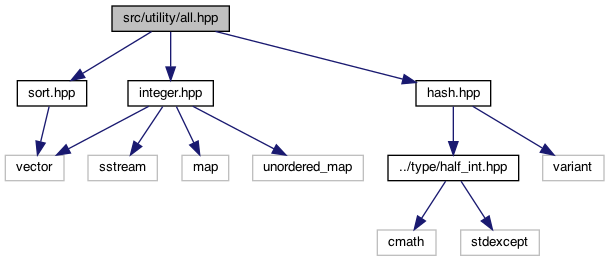 src/utility/all.hpp
sort.hpp
integer.hpp
hash.hpp
vector
sstream
map
unordered_map
../type/half_int.hpp
variant
cmath
stdexcept